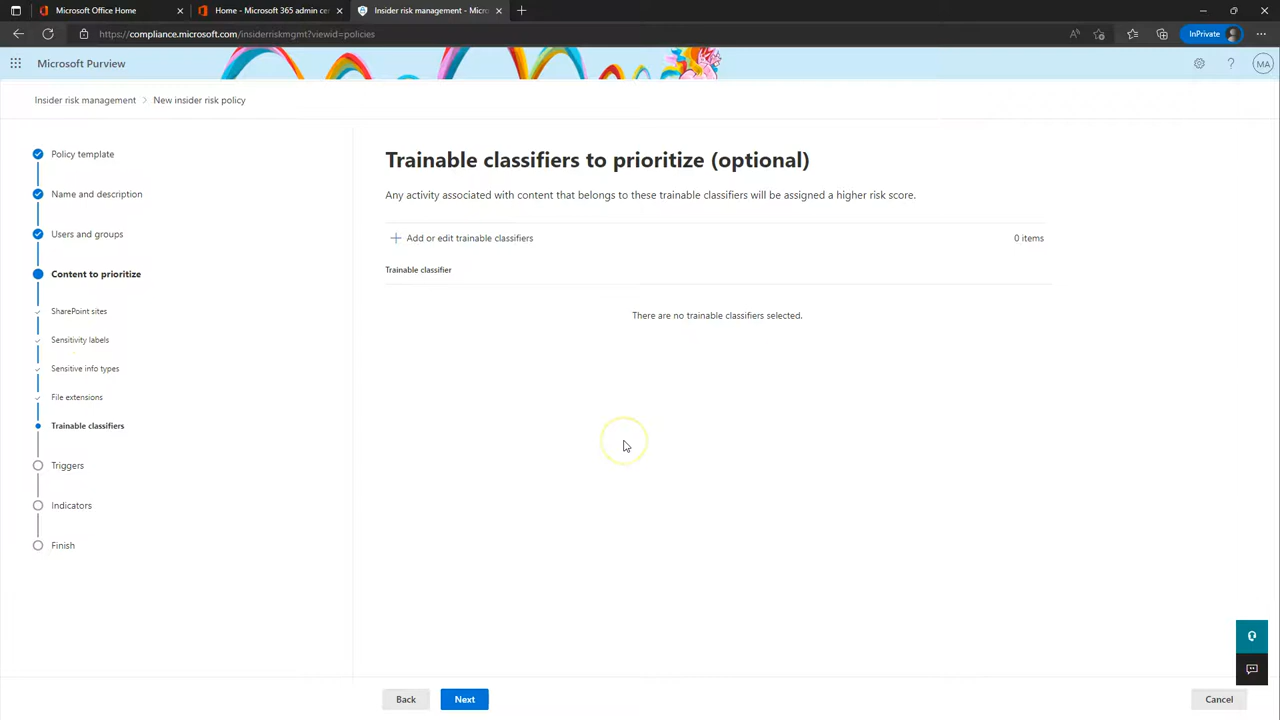 Microsoft Office Home
Home - Microsoft 365 admin cen
Insider risk management - Micro
https://compliance.microsoft.com/insiderriskmgmt?viewid=policies
InPrivate
Microsoft Purview
MA
Insider risk management
New insider risk policy
Policy template
Name and description
Users and groups
Content to prioritize
SharePoint sites
Sensitivity labels
Sensitive info types
File extensions
Trainable classifiers
Triggers
Indicators
Finish
Trainable classifiers to prioritize (optional)
Any activity associated with content that belongs to these trainable classifiers will be assigned a higher risk score.
Add or edit trainable classifiers
0 items
Trainable classifier
There are no trainable classifiers selected.
Back
Next
Cancel